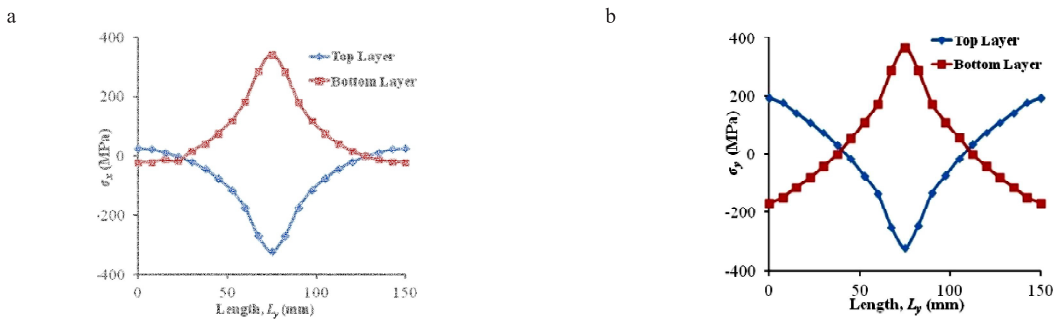 a
400
200
0
-200
-400
σx (MPa)
Top Layer
Bottom Layer
0 50 100 150
Length, Ly (mm)
b
400
200
0
-200
-400
σy (MPa)
Top Layer
Bottom Layer
0 50 100 150
Length, Ly (mm)